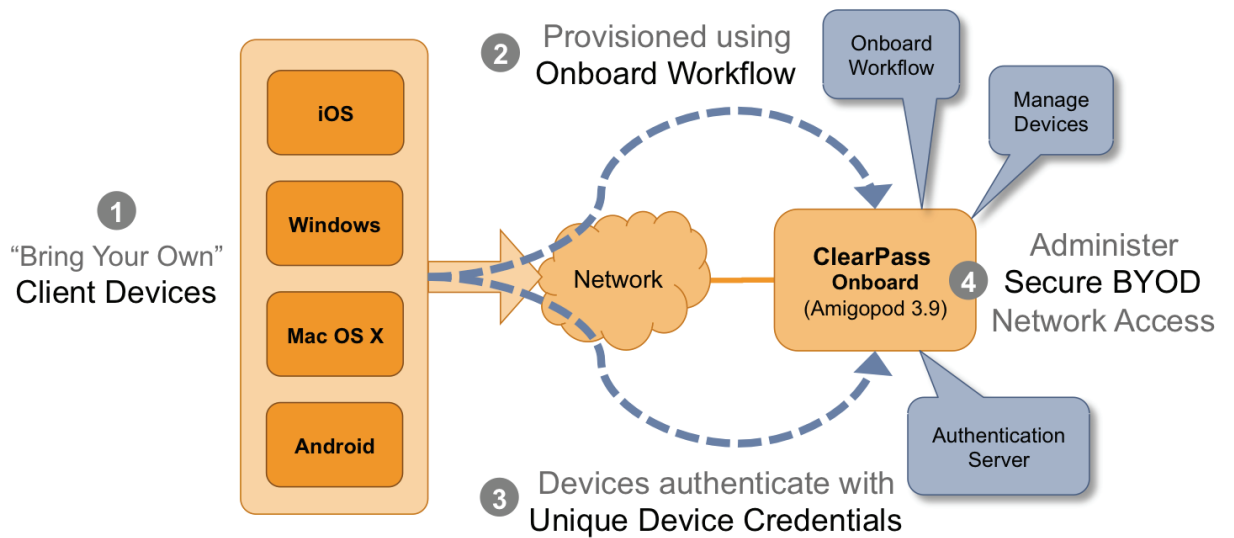 1
“Bring Your Own”
Client Devices
iOS
Windows
Mac OS X
Android
2
Provisioned using
Onboard Workflow
Network
3
Devices authenticate with
Unique Device Credentials
Onboard
Workflow
Manage
Devices
ClearPass
Onboard
(Amigopod 3.9)
4
Administer
Secure BYOD
Network Access
Authentication
Server